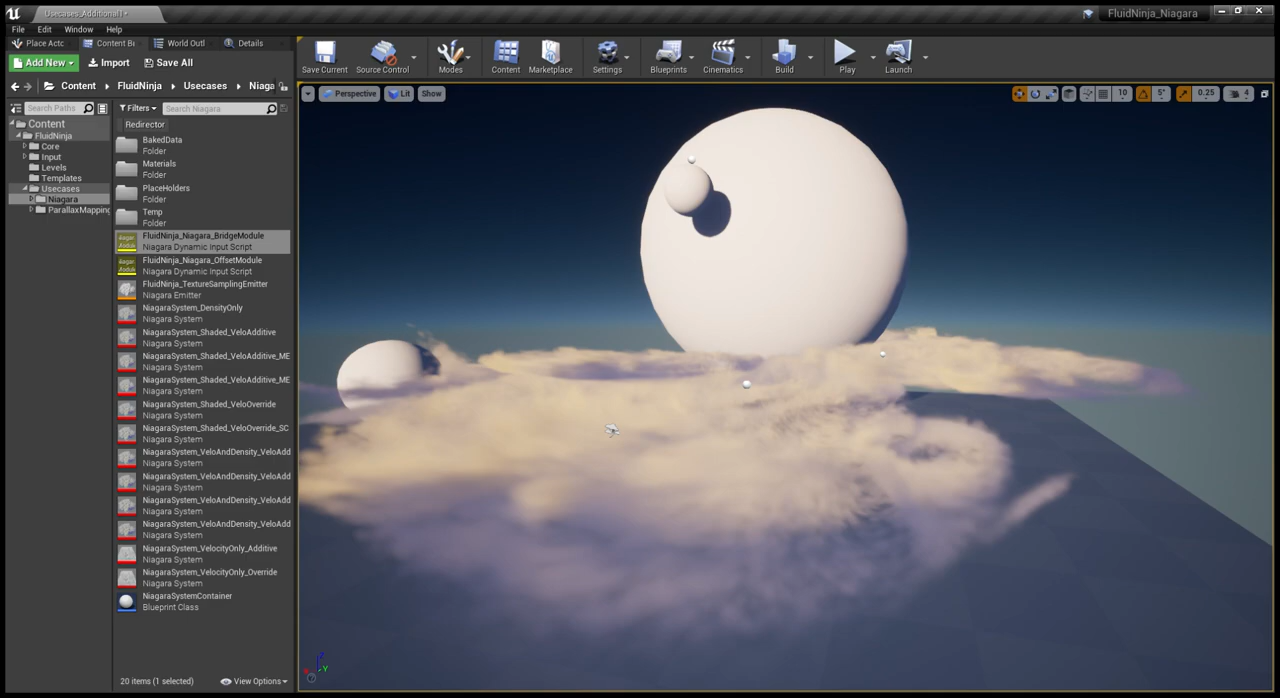 Usecases_Additional1*
FluidNinja_Niagara
File Edit Window Help
Place Actc Content Br World Outl Details
Add New Import Save All
Save Current Source Control Modes Content Marketplace Settings Blueprints Cinematics Build Play Launch
Content FluidNinja Usecases Niaga
Search Paths Filters Search Niagara
Perspective Lit Show 10 5° 0.25 4
Redirector
Content
FluidNinja
Core
Input
Levels
Templates
Usecases
Niagara
ParallaxMapping
BakedData
Folder
Materials
Folder
PlaceHolders
Folder
Temp
Folder
FluidNinja_Niagara_BridgeModule
Niagara Dynamic Input Script
FluidNinja_Niagara_OffsetModule
Niagara Dynamic Input Script
FluidNinja_TextureSamplingEmitter
Niagara Emitter
NiagaraSystem_DensityOnly
Niagara System
NiagaraSystem_Shaded_VeloAdditive
Niagara System
NiagaraSystem_Shaded_VeloAdditive_ME
Niagara System
NiagaraSystem_Shaded_VeloAdditive_ME
Niagara System
NiagaraSystem_Shaded_VeloOverride
Niagara System
NiagaraSystem_Shaded_VeloOverride_SC
Niagara System
NiagaraSystem_VeloAndDensity_VeloAdd
Niagara System
NiagaraSystem_VeloAndDensity_VeloAdd
Niagara System
NiagaraSystem_VeloAndDensity_VeloAdd
Niagara System
NiagaraSystem_VeloAndDensity_VeloAdd
Niagara System
NiagaraSystem_VelocityOnly_Additive
Niagara System
NiagaraSystem_VelocityOnly_Override
Niagara System
NiagaraSystemContainer
Blueprint Class
20 items (1 selected) View Options
Z
Y